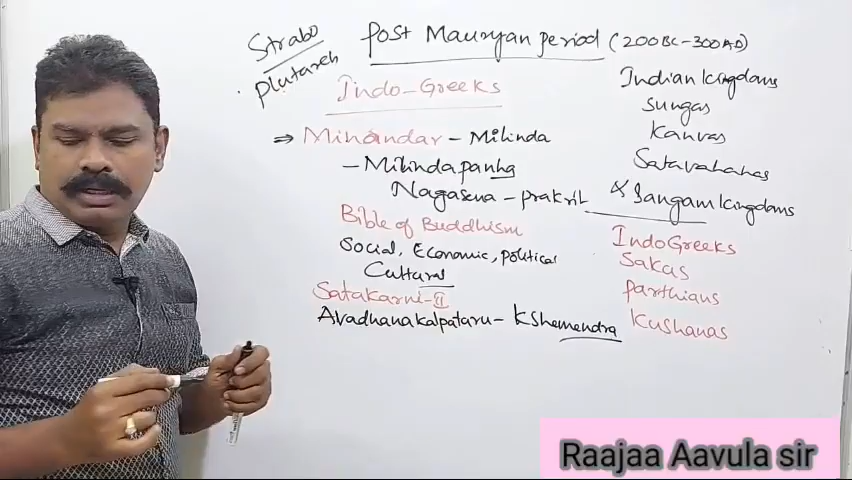 Strabo
Plutarch
Post Mauryan period (200BC-300AD)
Indo-Greeks
⇒ Minandar - Milinda
- Milindapanha
Nagasena - prakrit
Bible of Buddhism
Social, Economic, political
Cultural
Satakarni-II
Avadhanakalpataru - Kshemendra
Indian kingdoms
Sungas
Kanvas
Satavahanas
& Sangam kingdoms
IndoGreeks
Sakas
parthians
Kushanas
Raajaa Aavula sir